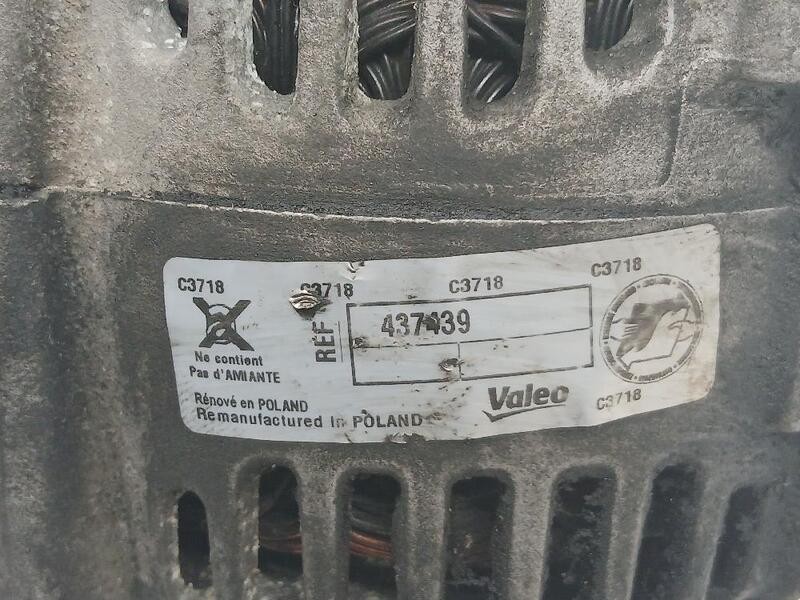 C3718
C3718
C3718
C3718
REF
Ne contient
Pas d'AMIANTE
Rénové en POLAND
Remanufactured in POLAND
Valeo
C3718